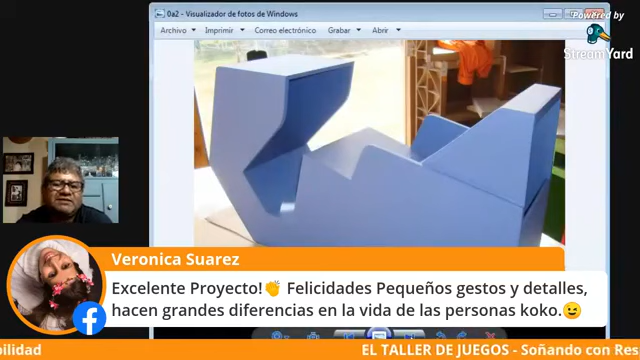 0a2 - Visualizador de fotos de Windows
Archivo Imprimir Correo electrónico Grabar Abrir
Powered by
StreamYard
Veronica Suarez
Excelente Proyecto!👏 Felicidades Pequeños gestos y detalles,
hacen grandes diferencias en la vida de las personas koko.😉
bilidad EL TALLER DE JUEGOS - Soñando con Res